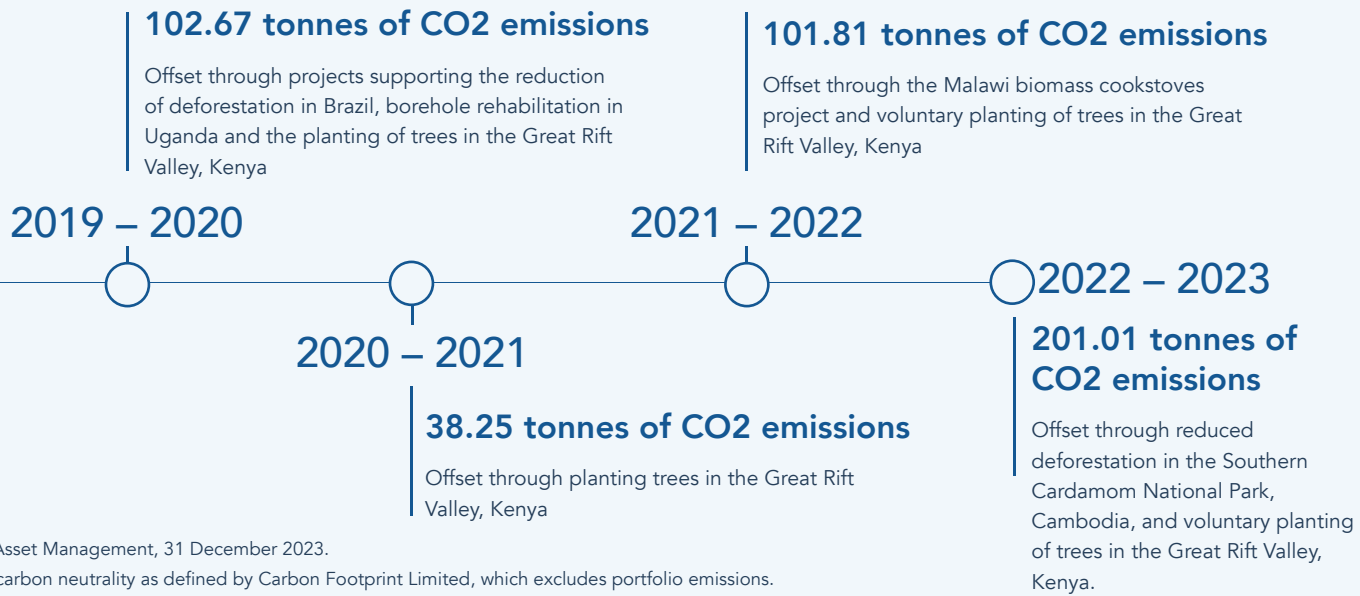 102.67 tonnes of CO2 emissions
Offset through projects supporting the reduction
of deforestation in Brazil, borehole rehabilitation in
Uganda and the planting of trees in the Great Rift
Valley, Kenya
2019 – 2020
101.81 tonnes of CO2 emissions
Offset through the Malawi biomass cookstoves
project and voluntary planting of trees in the Great
Rift Valley, Kenya
2021 – 2022
2020 – 2021
38.25 tonnes of CO2 emissions
Offset through planting trees in the Great Rift
Valley, Kenya
2022 – 2023
201.01 tonnes of
CO2 emissions
Offset through reduced
deforestation in the Southern
Cardamom National Park,
Cambodia, and voluntary planting
of trees in the Great Rift Valley,
Kenya.
Asset Management, 31 December 2023.
carbon neutrality as defined by Carbon Footprint Limited, which excludes portfolio emissions.